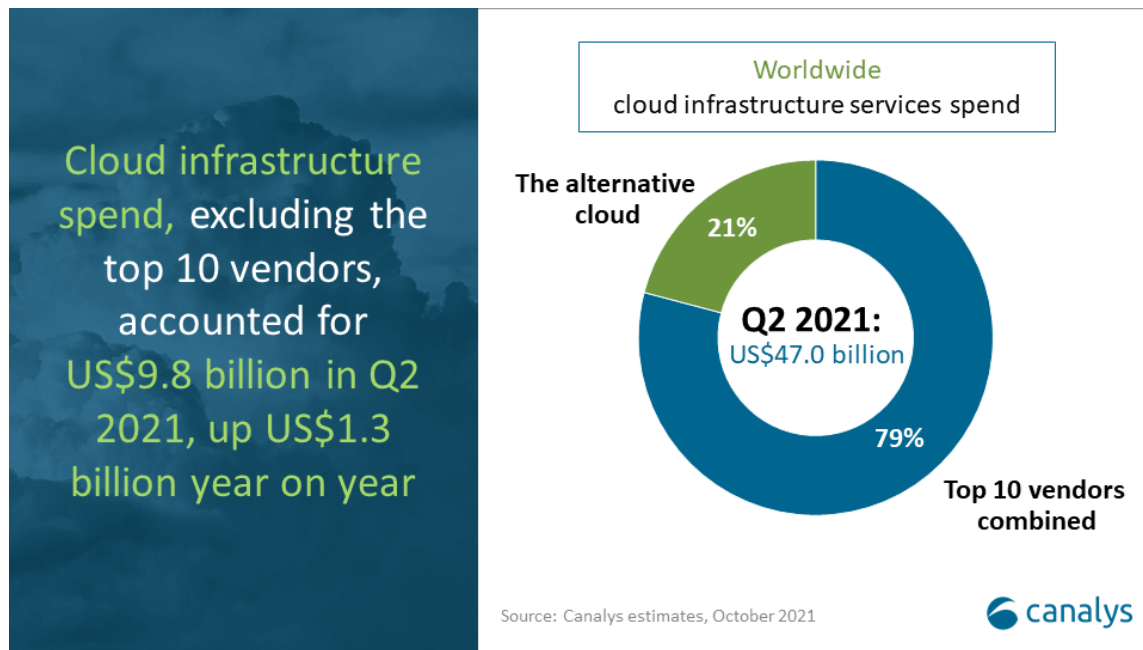 Cloud infrastructure
spend, excluding the
top 10 vendors,
accounted for
US$9.8 billion in Q2
2021, up US$1.3
billion year on year
Worldwide
cloud infrastructure services spend
The alternative
cloud
21%
Q2 2021:
US$47.0 billion
79%
Top 10 vendors
combined
Source: Canalys estimates, October 2021
canalys